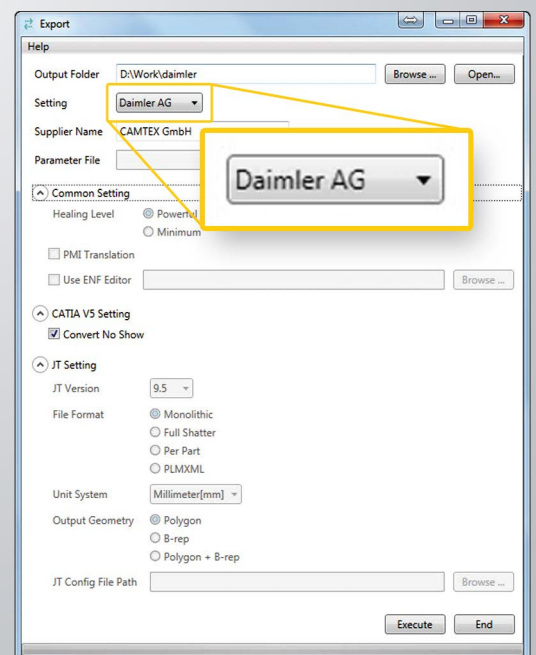 Export
Help
Output Folder D:\Work\daimler Browse ... Open...
Setting Daimler AG
Supplier Name CAMTEX GmbH
Parameter File
Daimler AG
Common Setting
Healing Level Powerful
Minimum
PMI Translation
Use ENF Editor Browse ...
CATIA V5 Setting
Convert No Show
JT Setting
JT Version 9.5
File Format Monolithic
Full Shatter
Per Part
PLMXML
Unit System Millimeter[mm]
Output Geometry Polygon
B-rep
Polygon + B-rep
JT Config File Path Browse ...
Execute End